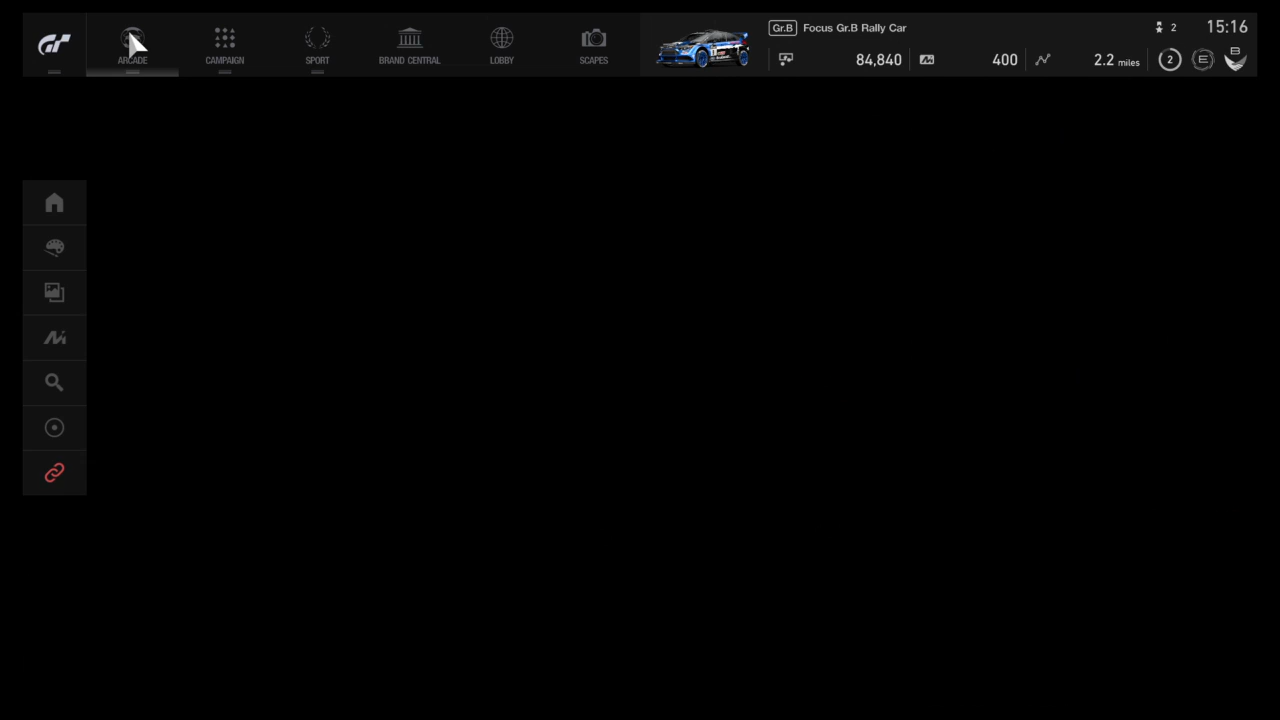 GT
ARCADE
CAMPAIGN
SPORT
BRAND CENTRAL
LOBBY
SCAPES
Gr.B Focus Gr.B Rally Car
2
15:16
84,840
400
2.2 miles
2
E
B